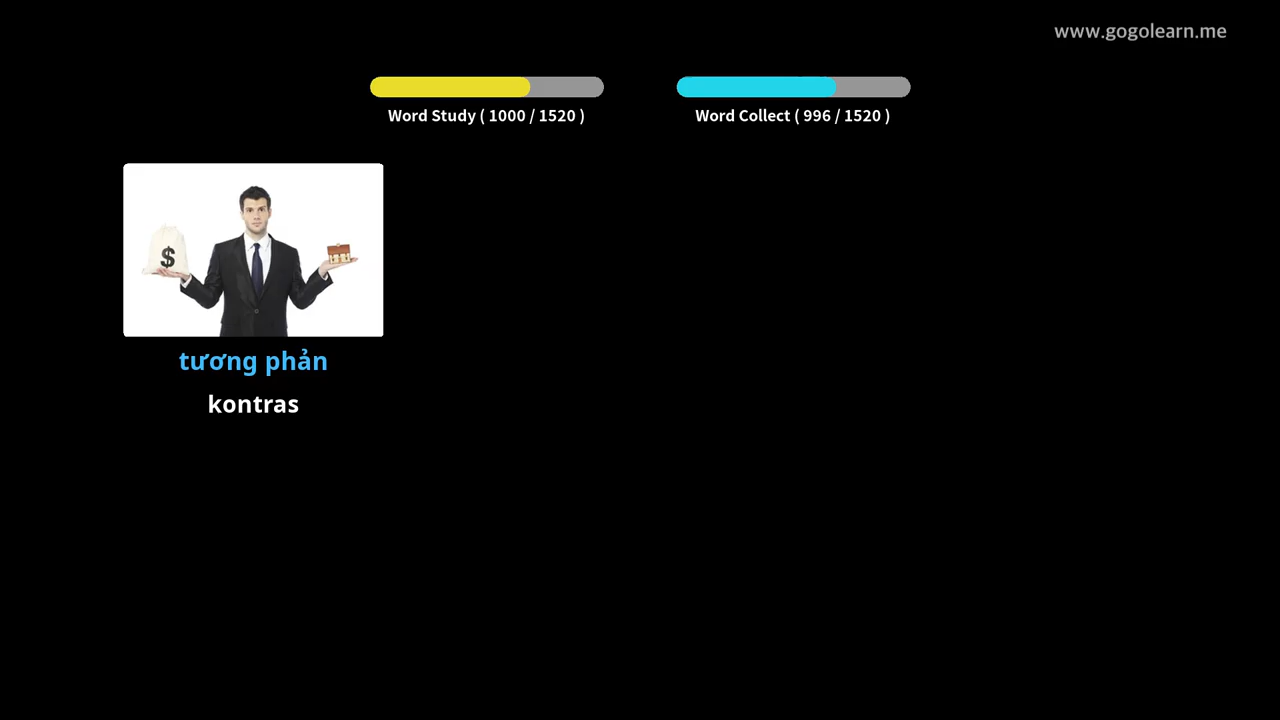 www.gogolearn.me
Word Study ( 1000 / 1520 )
Word Collect ( 996 / 1520 )
$
tương phản
kontras